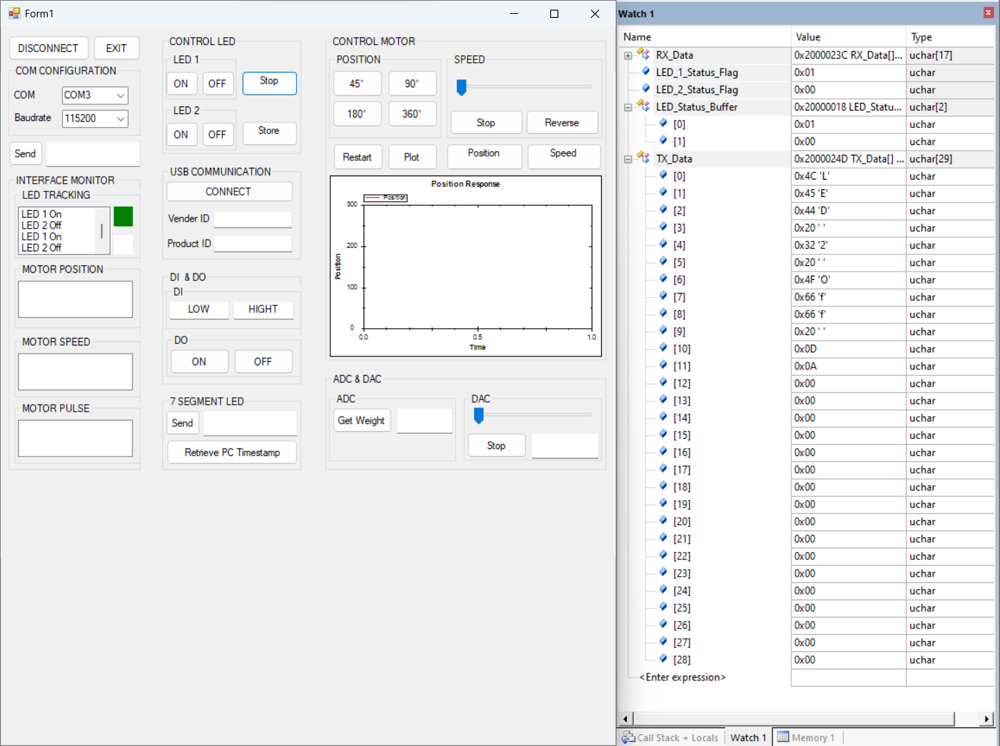 Form1
DISCONNECT
EXIT
COM CONFIGURATION
COM
COM3
Baudrate
115200
Send
INTERFACE MONITOR
LED TRACKING
LED 1 On
LED 2 Off
LED 1 On
LED 2 Off
MOTOR POSITION
MOTOR SPEED
MOTOR PULSE
CONTROL LED
LED 1
ON
OFF
Stop
LED 2
ON
OFF
Store
USB COMMUNICATION
CONNECT
Vender ID
Product ID
DI & DO
DI
LOW
HIGHT
DO
ON
OFF
7 SEGMENT LED
Send
Retrieve PC Timestamp
CONTROL MOTOR
POSITION
45°
90°
180°
360°
SPEED
Stop
Reverse
Restart
Plot
Position
Speed
Position Response
Position
300
200
100
0
Position
0.0
0.5
1.0
Time
ADC & DAC
ADC
Get Weight
DAC
Stop
Watch 1
Name Value Type
RX_Data 0x2000023C RX_Data[]... uchar[17]
LED_1_Status_Flag 0x01 uchar
LED_2_Status_Flag 0x00 uchar
LED_Status_Buffer 0x20000018 LED_Statu... uchar[2]
[0] 0x01 uchar
[1] 0x00 uchar
TX_Data 0x2000024D TX_Data[] ... uchar[29]
[0] 0x4C 'L' uchar
[1] 0x45 'E' uchar
[2] 0x44 'D' uchar
[3] 0x20 ' ' uchar
[4] 0x32 '2' uchar
[5] 0x20 ' ' uchar
[6] 0x4F 'O' uchar
[7] 0x66 'f' uchar
[8] 0x66 'f' uchar
[9] 0x20 ' ' uchar
[10] 0x0D uchar
[11] 0x0A uchar
[12] 0x00 uchar
[13] 0x00 uchar
[14] 0x00 uchar
[15] 0x00 uchar
[16] 0x00 uchar
[17] 0x00 uchar
[18] 0x00 uchar
[19] 0x00 uchar
[20] 0x00 uchar
[21] 0x00 uchar
[22] 0x00 uchar
[23] 0x00 uchar
[24] 0x00 uchar
[25] 0x00 uchar
[26] 0x00 uchar
[27] 0x00 uchar
[28] 0x00 uchar
<Enter expression>
Call Stack + Locals
Watch 1
Memory 1